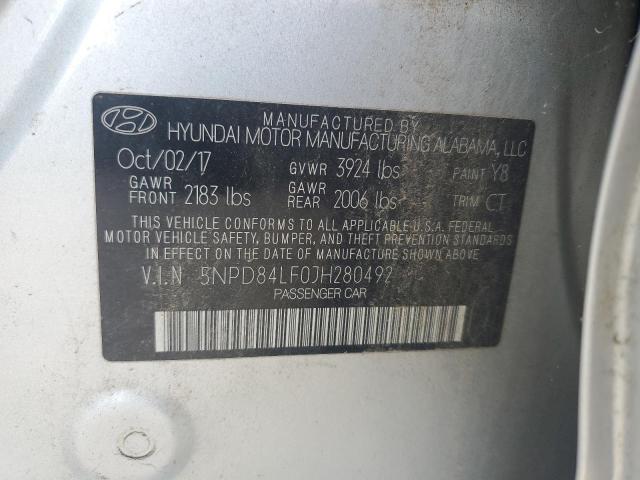 MANUFACTURED BY
HYUNDAI MOTOR MANUFACTURING ALABAMA, LLC
Oct/02/17 GVWR 3924 lbs PAINT Y8
GAWR FRONT 2183 lbs GAWR REAR 2006 lbs TRIM CT
THIS VEHICLE CONFORMS TO ALL APPLICABLE U.S.A. FEDERAL
MOTOR VEHICLE SAFETY, BUMPER, AND THEFT PREVENTION STANDARDS
IN EFFECT ON THE DATE OF MANUFACTURE SHOWN ABOVE.
V.I.N 5NPD84LF0JH280492
PASSENGER CAR